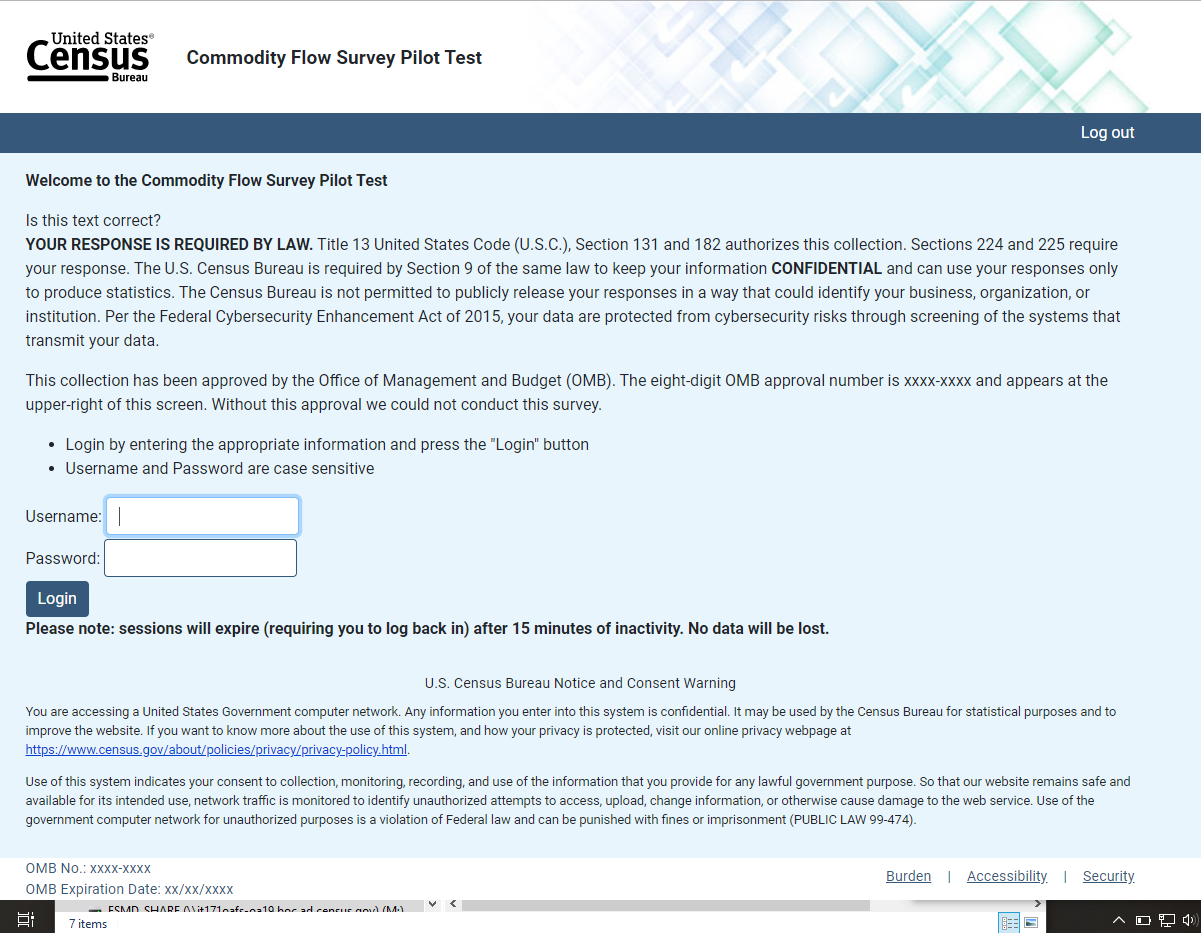 United States®
Census
Bureau
Commodity Flow Survey Pilot Test
Log out
Welcome to the Commodity Flow Survey Pilot Test
Is this text correct?
YOUR RESPONSE IS REQUIRED BY LAW. Title 13 United States Code (U.S.C.), Section 131 and 182 authorizes this collection. Sections 224 and 225 require
your response. The U.S. Census Bureau is required by Section 9 of the same law to keep your information CONFIDENTIAL and can use your responses only
to produce statistics. The Census Bureau is not permitted to publicly release your responses in a way that could identify your business, organization, or
institution. Per the Federal Cybersecurity Enhancement Act of 2015, your data are protected from cybersecurity risks through screening of the systems that
transmit your data.
This collection has been approved by the Office of Management and Budget (OMB). The eight-digit OMB approval number is xxxx-xxxx and appears at the
upper-right of this screen. Without this approval we could not conduct this survey.
• Login by entering the appropriate information and press the "Login" button
• Username and Password are case sensitive
Username:
Password:
Login
Please note: sessions will expire (requiring you to log back in) after 15 minutes of inactivity. No data will be lost.
U.S. Census Bureau Notice and Consent Warning
You are accessing a United States Government computer network. Any information you enter into this system is confidential. It may be used by the Census Bureau for statistical purposes and to
improve the website. If you want to know more about the use of this system, and how your privacy is protected, visit our online privacy webpage at
https://www.census.gov/about/policies/privacy/privacy-policy.html.
Use of this system indicates your consent to collection, monitoring, recording, and use of the information that you provide for any lawful government purpose. So that our website remains safe and
available for its intended use, network traffic is monitored to identify unauthorized attempts to access, upload, change information, or otherwise cause damage to the web service. Use of the
government computer network for unauthorized purposes is a violation of Federal law and can be punished with fines or imprisonment (PUBLIC LAW 99-474).
OMB No.: xxxx-xxxx
OMB Expiration Date: xx/xx/xxxx
Burden | Accessibility | Security
7 items